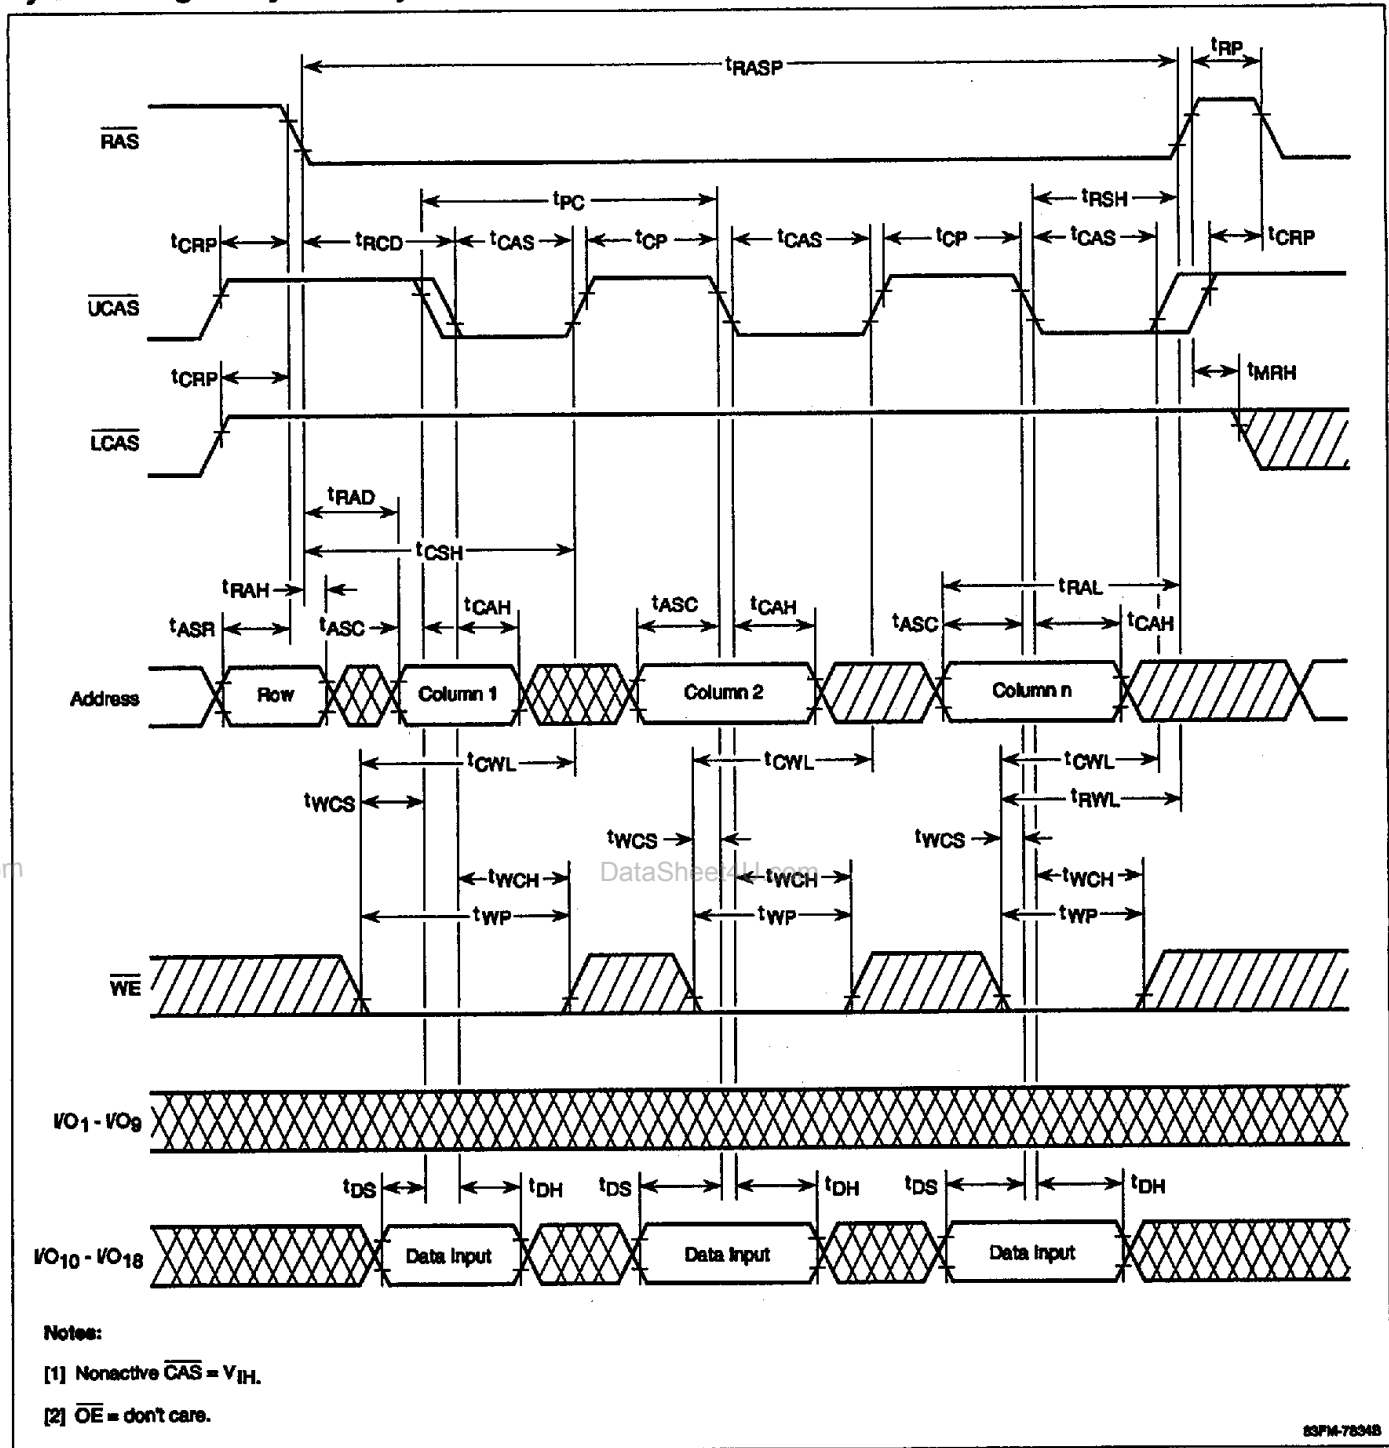 tRASP
tRP
RAS
tPC
tRSH
tCRP
tRCD
tCAS
tCP
tCAS
tCP
tCAS
tCRP
UCAS
tCRP
tMRH
LCAS
tRAD
tCSH
tRAH
tRAL
tASR
tASC
tCAH
tASC
tCAH
tASC
tCAH
Address
Row
Column 1
Column 2
Column n
tCWL
tCWL
tCWL
tWCS
tRWL
tWCS
tWCS
om
DataSheet4U.com
tWCH
tWCH
tWCH
tWP
tWP
tWP
WE
I/O1 - I/O9
tDS
tDH
tDS
tDH
tDS
tDH
I/O10 - I/O18
Data Input
Data Input
Data Input
Notes:
[1] Nonactive CAS = VIH.
[2] OE = don't care.
83FM-7834B